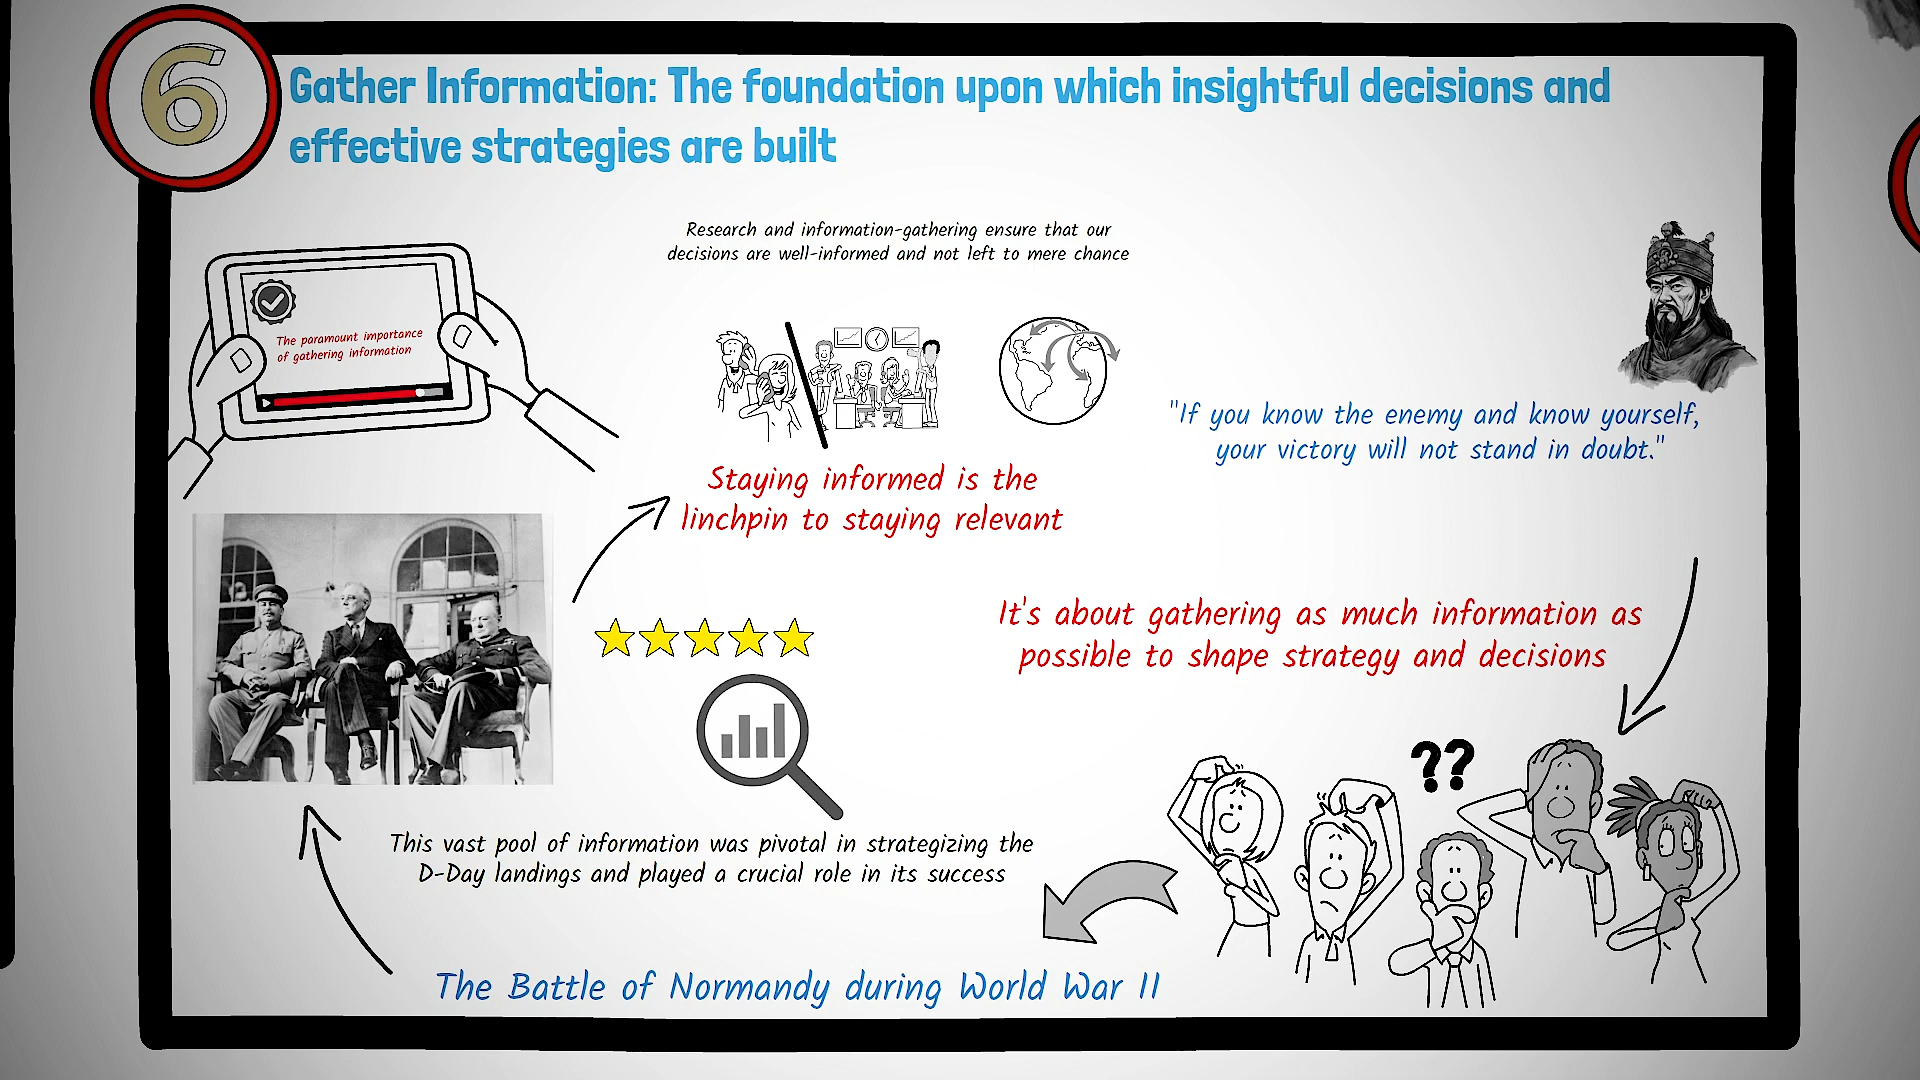 6
Gather Information: The foundation upon which insightful decisions and
effective strategies are built
Research and information-gathering ensure that our
decisions are well-informed and not left to mere chance
The paramount importance
of gathering information
"If you know the enemy and know yourself,
your victory will not stand in doubt."
Staying informed is the
linchpin to staying relevant
It's about gathering as much information as
possible to shape strategy and decisions
??
This vast pool of information was pivotal in strategizing the
D-Day landings and played a crucial role in its success
The Battle of Normandy during World War II